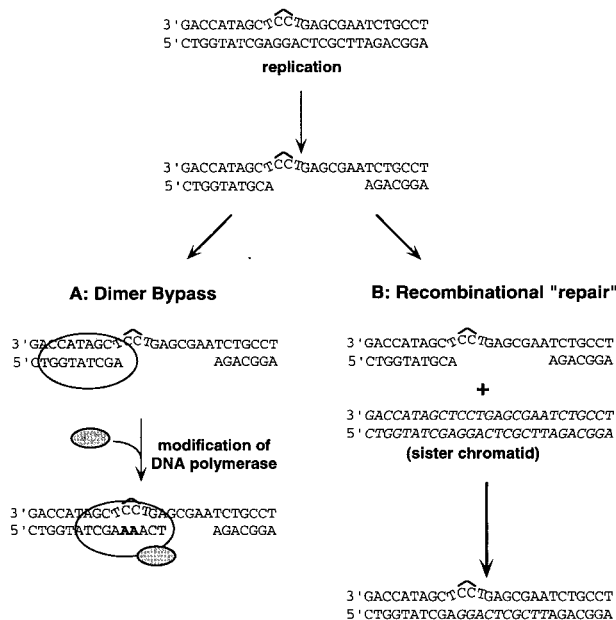 3'GACCATAGCTCCTGAGCGAATCTGCCT
5'CTGGTATCGAGGACTCGCTTAGACGGA
replication
3'GACCATAGCTCCTGAGCGAATCTGCCT
5'CTGGTATGCA AGACGGA
A: Dimer Bypass
3'GACCATAGCTCCTGAGCGAATCTGCCT
5'CTGGTATCGA AGACGGA
modification of
DNA polymerase
3'GACCATAGCTCCTGAGCGAATCTGCCT
5'CTGGTATCGAAAACT AGACGGA
B: Recombinational "repair"
3'GACCATAGCTCCTGAGCGAATCTGCCT
5'CTGGTATGCA AGACGGA
+
3'GACCATAGCTCCTGAGCGAATCTGCCT
5'CTGGTATCGAGGACTCGCTTAGACGGA
(sister chromatid)
3'GACCATAGCTCCTGAGCGAATCTGCCT
5'CTGGTATCGAGGACTCGCTTAGACGGA